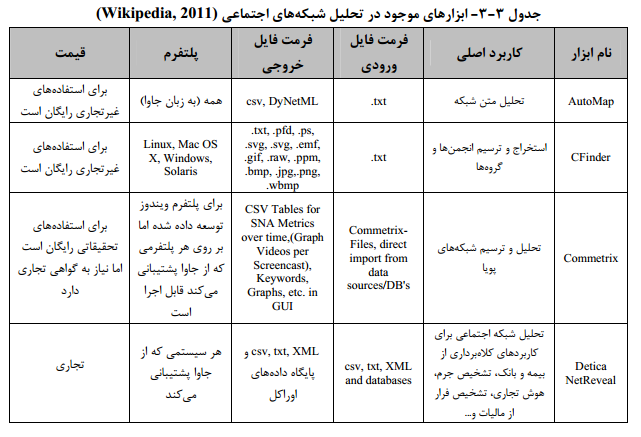 جدول ۳-۳- ابزارهای موجود در تحلیل شبکه‌های اجتماعی (Wikipedia, 2011)
نام ابزار
کاربرد اصلی
فرمت فایل
ورودی
فرمت فایل
خروجی
پلتفرم
قیمت
AutoMap
تحلیل متن شبکه
.txt
csv, DyNetML
همه (به زبان جاوا)
برای استفاده‌های
غیرتجاری رایگان است
CFinder
استخراج و ترسیم انجمن‌ها و
گروه‌ها
.txt
.txt, .pfd, .ps,
.svg, .svg, .emf,
.gif, .raw, .ppm,
.bmp, .jpg,.png,
.wbmp
Linux, Mac OS
X, Windows,
Solaris
برای استفاده‌های
غیرتجاری رایگان است
Commetrix
تحلیل و ترسیم شبکه‌های
پویا
Commetrix-
Files, direct
import from
data
sources/DB's
CSV Tables for
SNA Metrics
over time,(Graph
Videos per
Screencast),
Keywords,
Graphs, etc. in
GUI
برای پلتفرم ویندوز
توسعه داده شده اما
بر روی هر پلتفرمی
که از جاوا پشتیبانی
می‌کند قابل اجرا
است
برای استفاده‌های
تحقیقاتی رایگان است
اما نیاز به گواهی تجاری
دارد
Detica
NetReveal
تحلیل شبکه اجتماعی برای
کاربردهای کلاه‌برداری از
بیمه و بانک، تشخیص جرم،
هوش تجاری، تشخیص فرار
از مالیات و...
csv, txt, XML
and databases
csv, txt, XML و
پایگاه داده‌های
اوراکل
هر سیستمی که از
جاوا پشتیبانی
می‌کند
تجاری